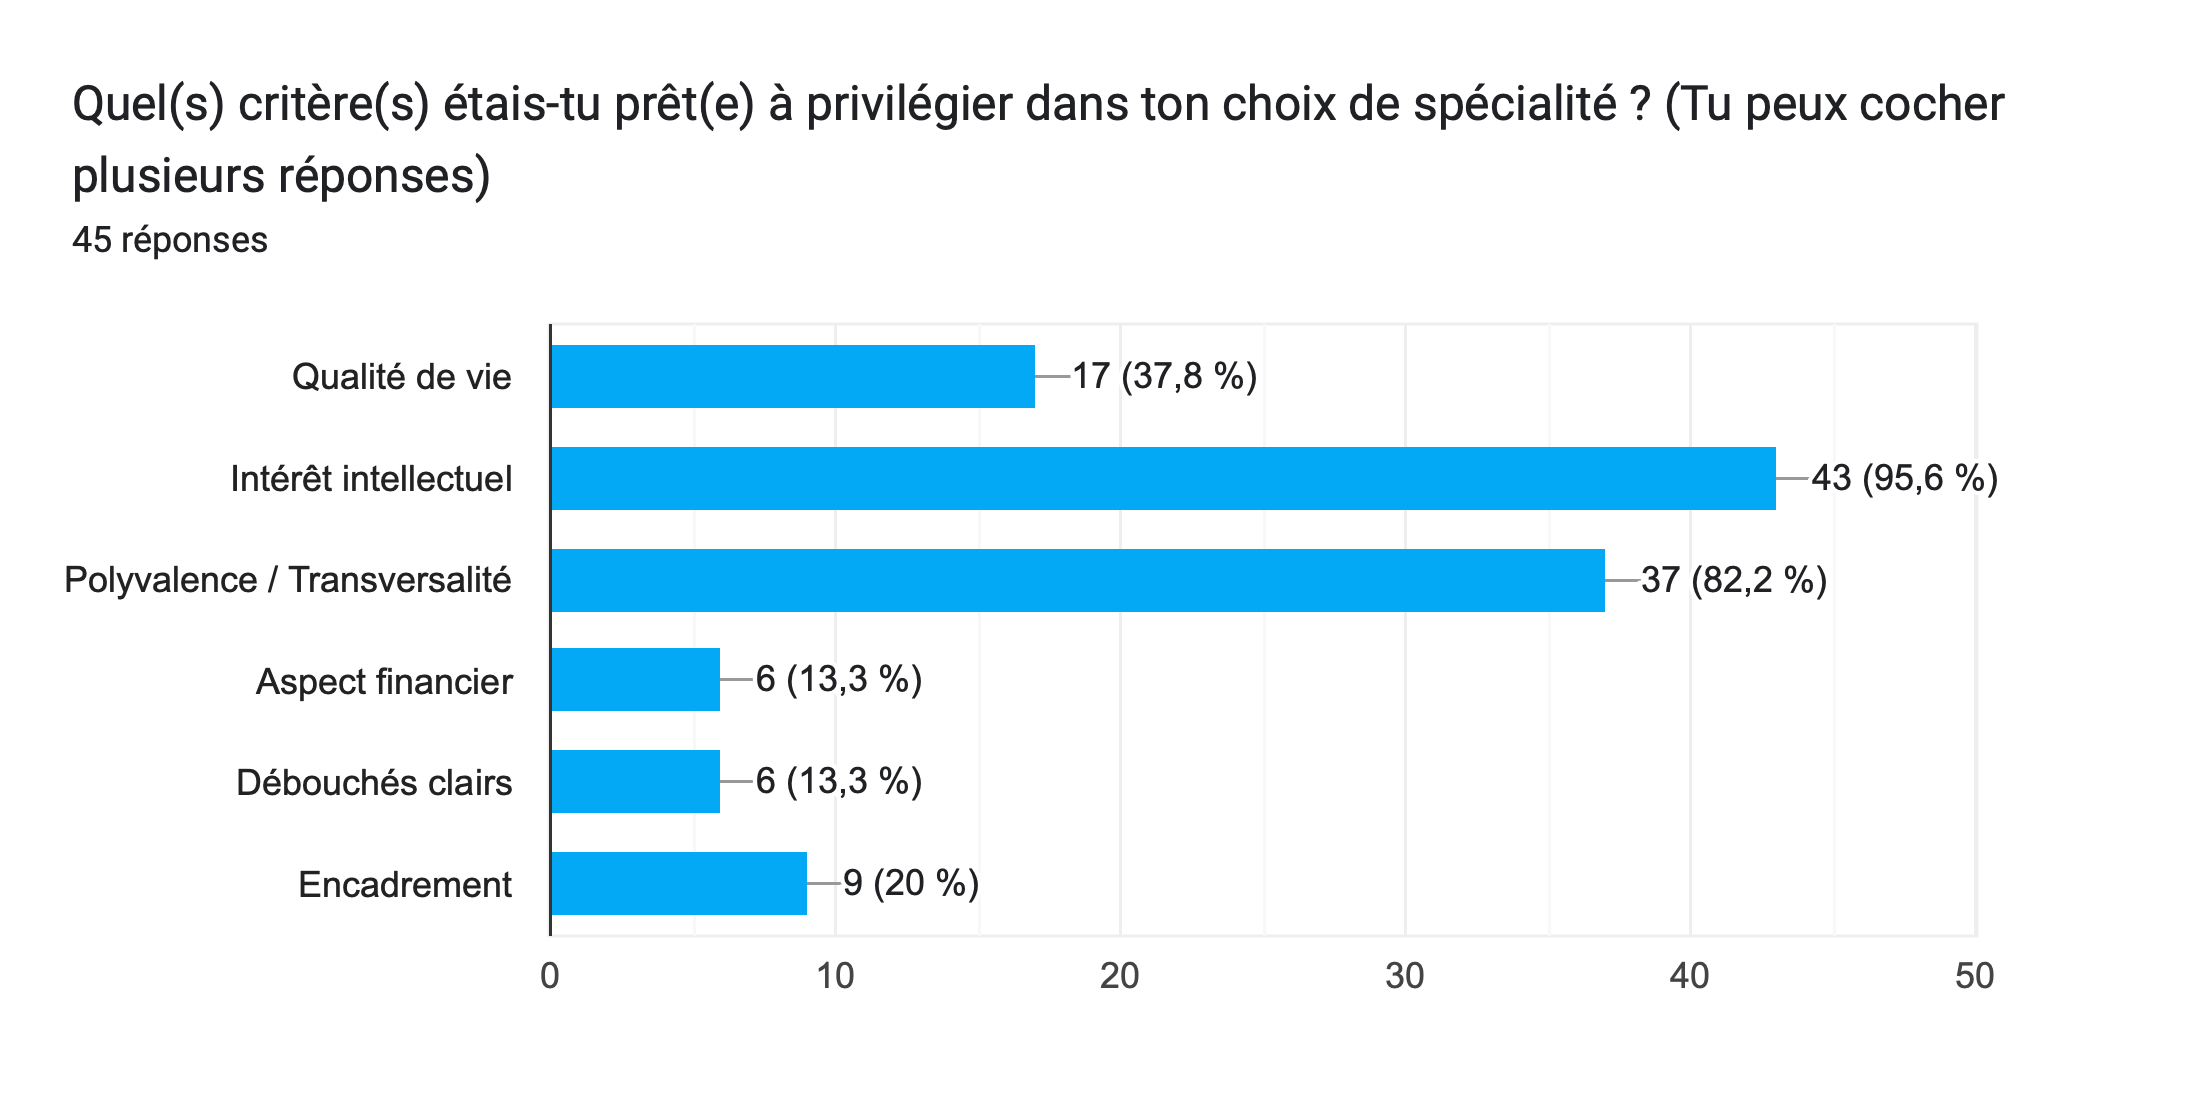 Quel(s) critère(s) étais-tu prêt(e) à privilégier dans ton choix de spécialité ? (Tu peux cocher
plusieurs réponses)
45 réponses
Qualité de vie
17 (37,8 %)
Intérêt intellectuel
43 (95,6 %)
Polyvalence / Transversalité
37 (82,2 %)
Aspect financier
6 (13,3 %)
Débouchés clairs
6 (13,3 %)
Encadrement
9 (20 %)
0 10 20 30 40 50